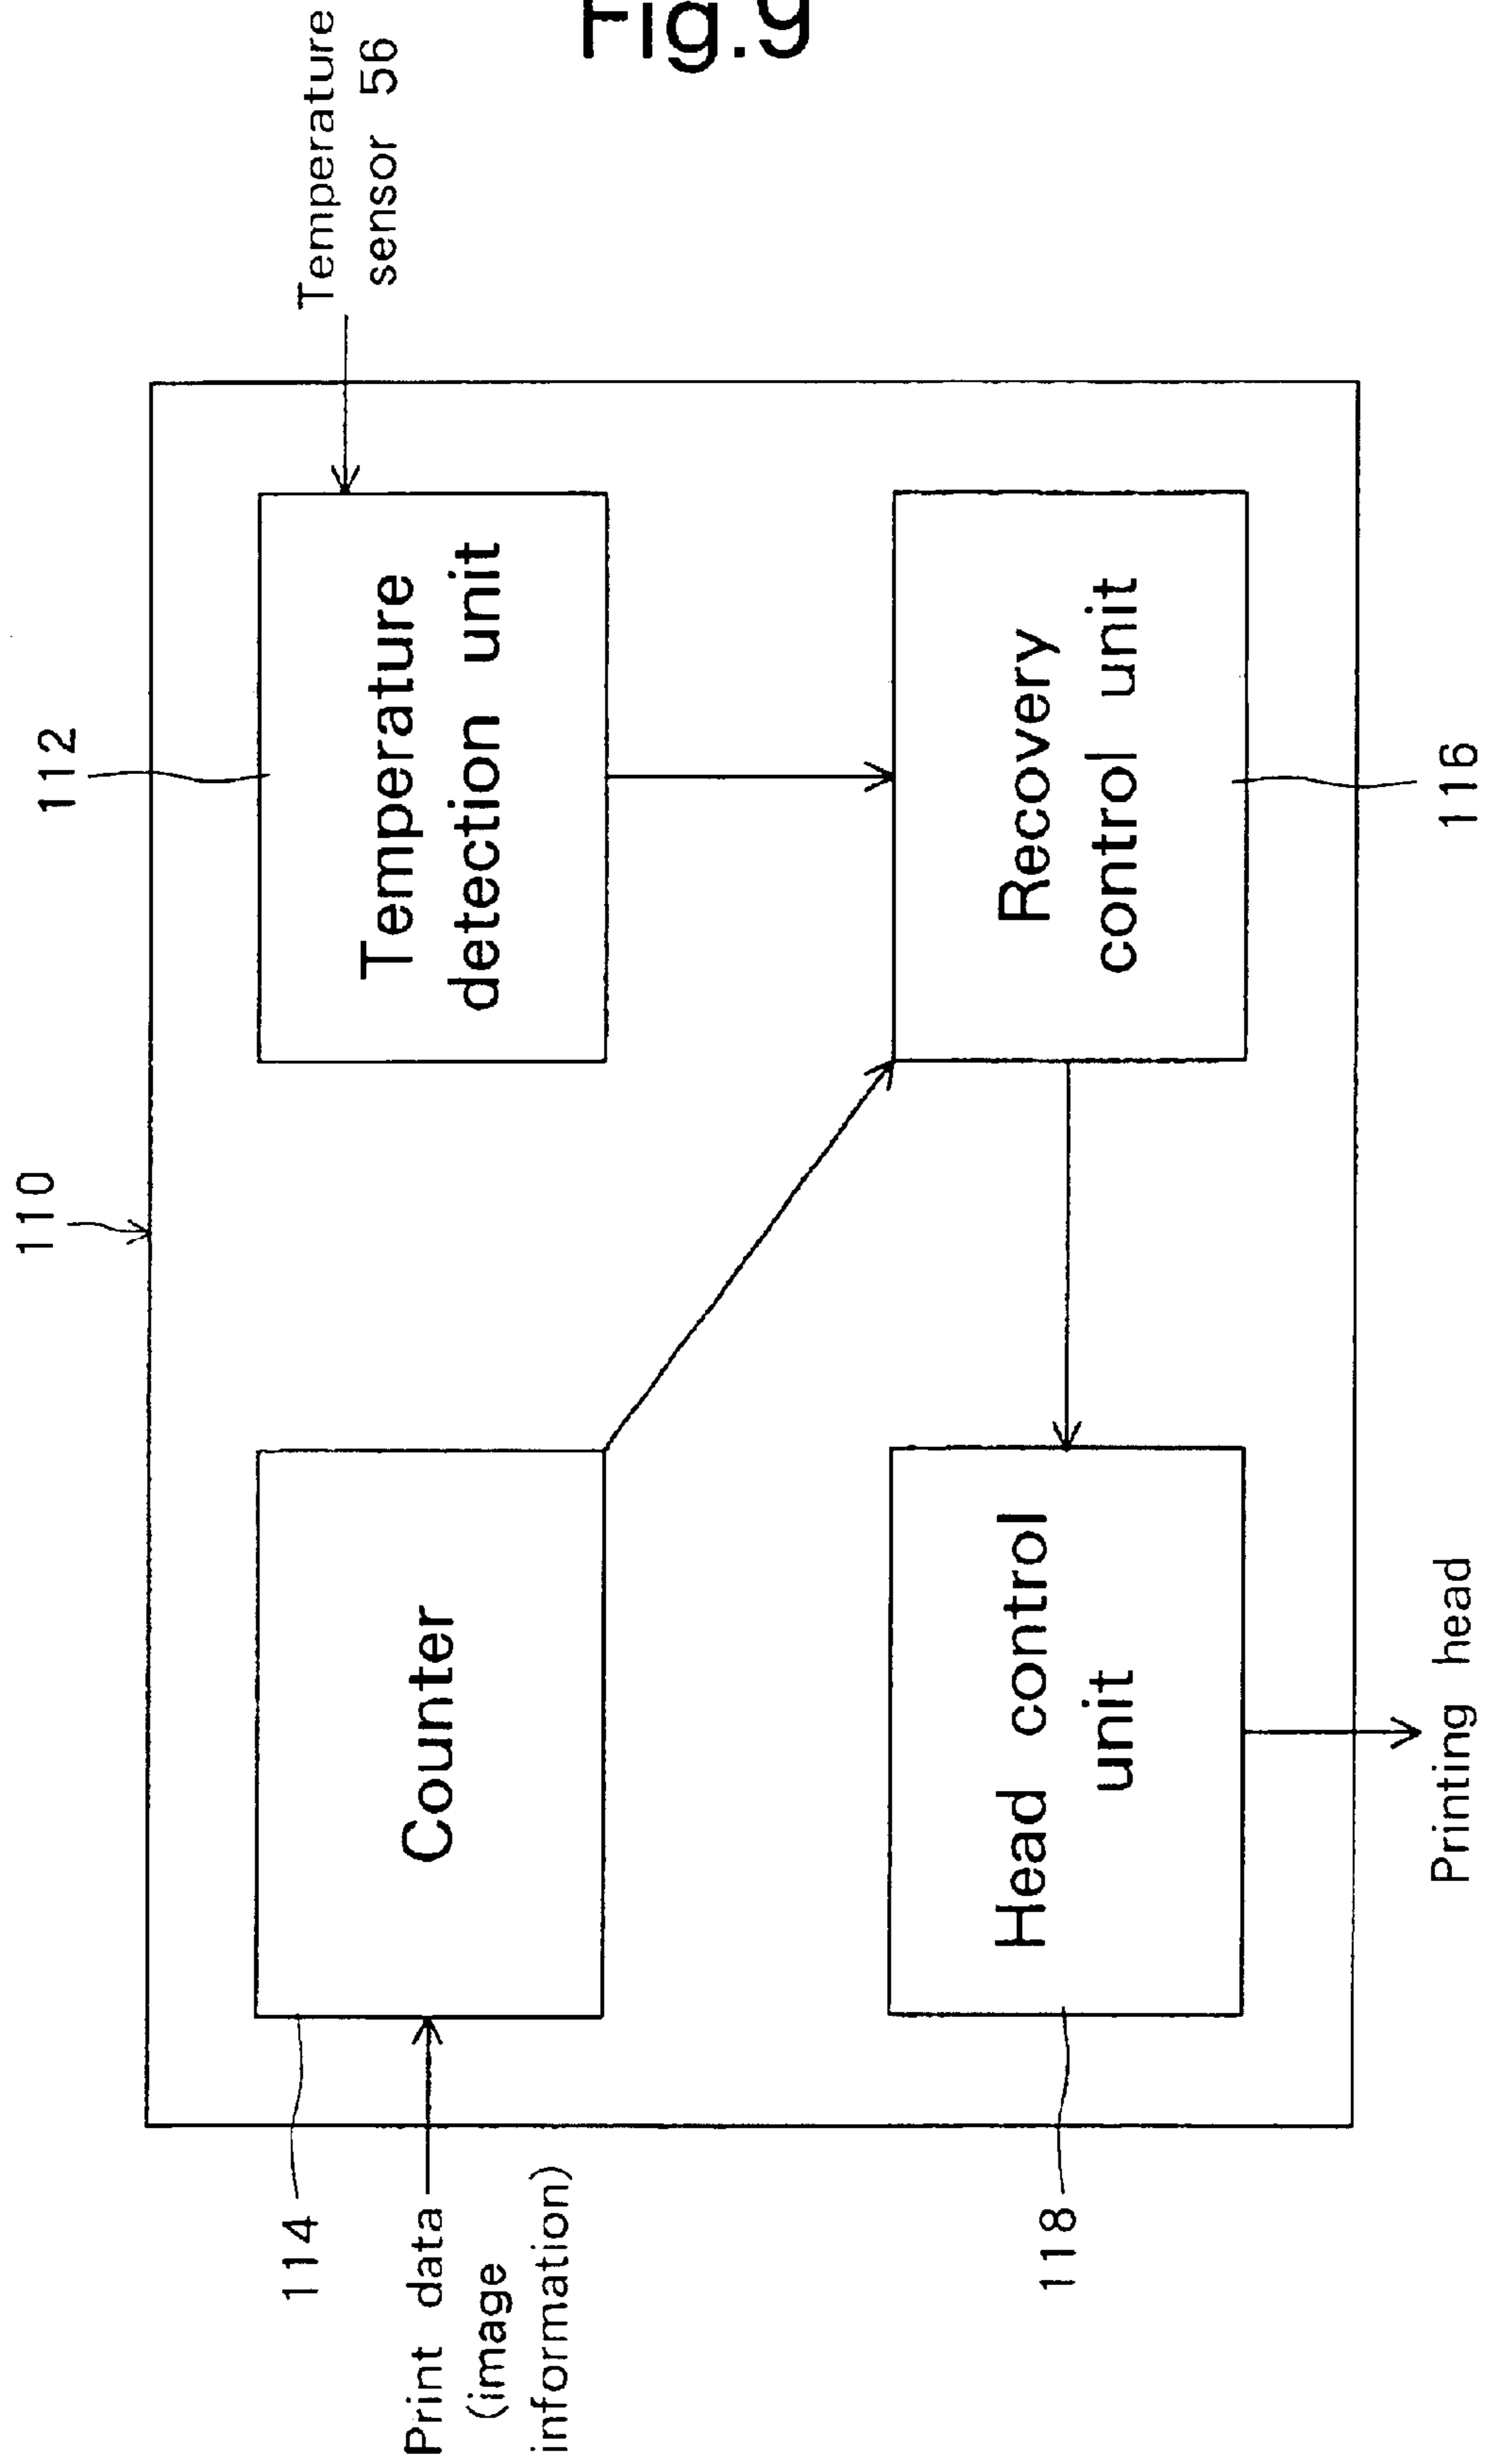 Fig.9
110
112
114
Print data
(image
information)
Counter
Temperature
detection unit
Temperature
sensor 56
118
Head control
unit
Recovery
control unit
Printing head
116